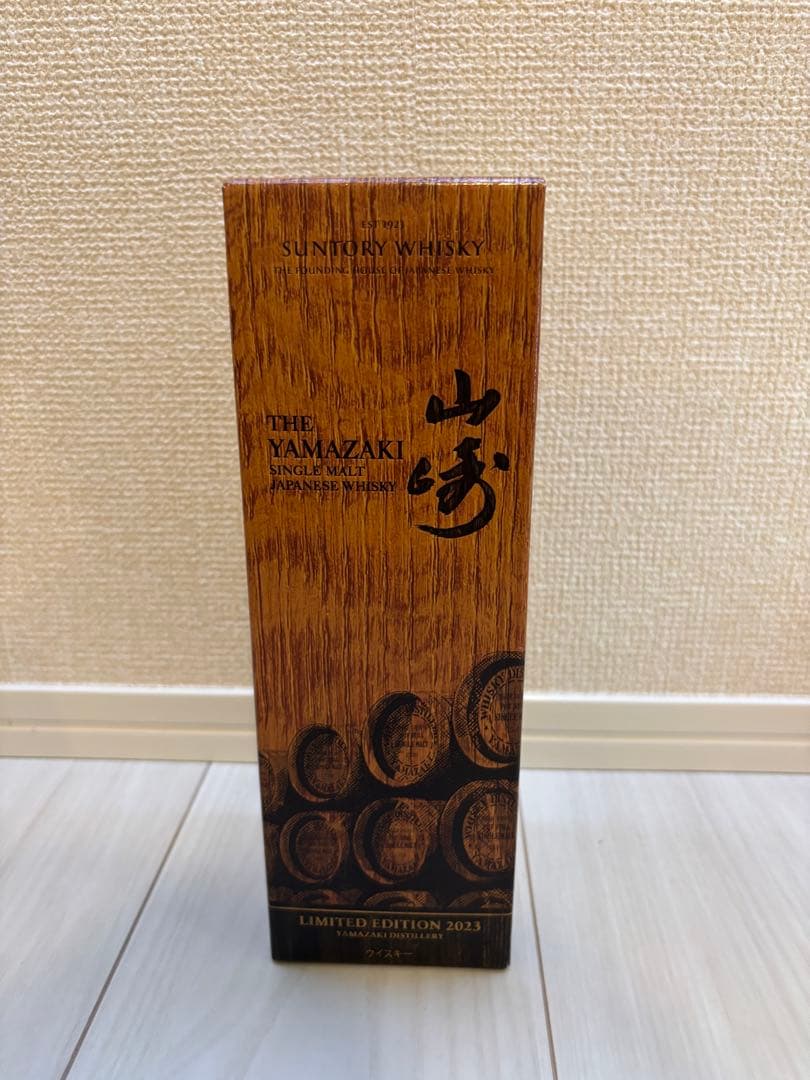 EST 1923
SUNTORY WHISKY
THE FOUNDING HOUSE OF JAPANESE WHISKY
山崎
THE
YAMAZAKI
SINGLE MALT
JAPANESE WHISKY
LIMITED EDITION 2023
YAMAZAKI DISTILLERY
ウイスキー